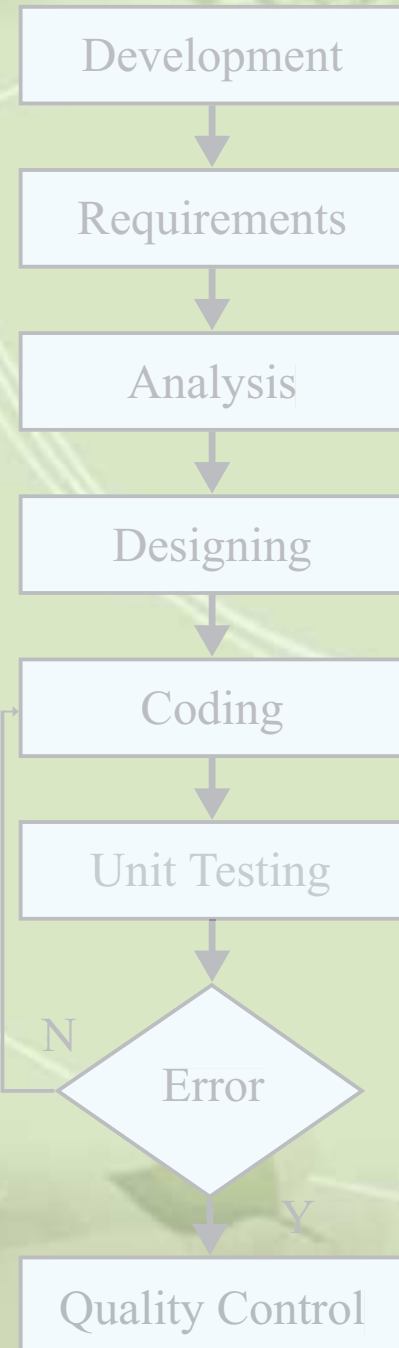 Development
Requirements
Analysis
Designing
Coding
Unit Testing
N
Error
Y
Quality Control